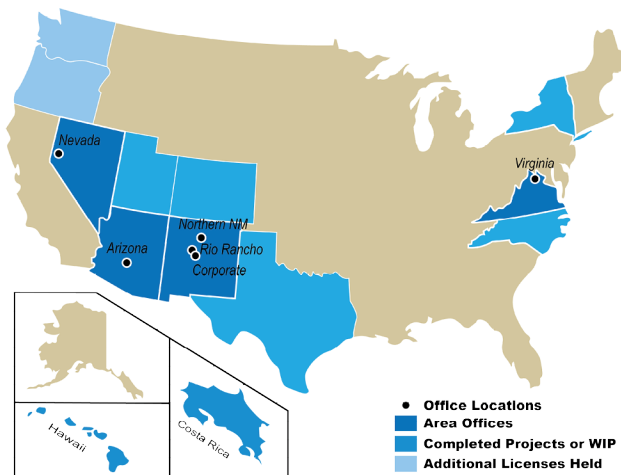 Nevada
Virginia
Northern NM
Arizona
Rio Rancho
Corporate
Hawaii
Costa Rica
Office Locations
Area Offices
Completed Projects or WIP
Additional Licenses Held